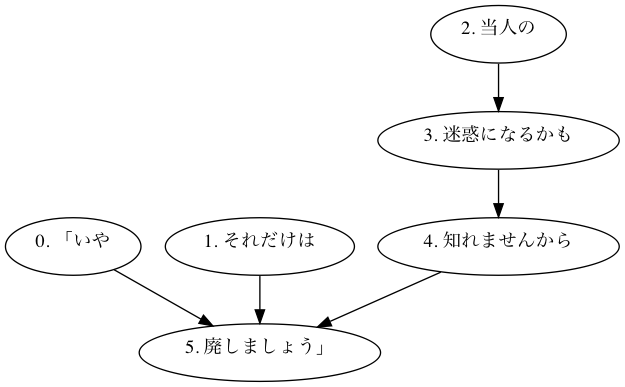 2. 当人の
3. 迷惑になるかも
0. 「いや
1. それだけは
4. 知れませんから
5. 廃しましょう」